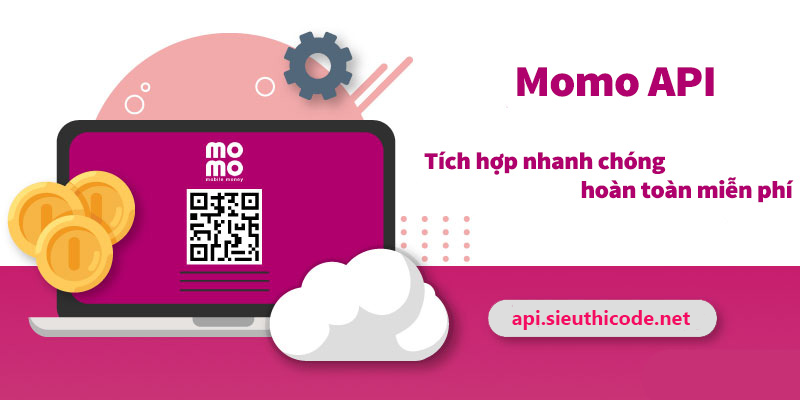 Momo API
Tích hợp nhanh chóng
hoàn toàn miễn phí
mo
mo
mobile money
api.sieuthicode.net